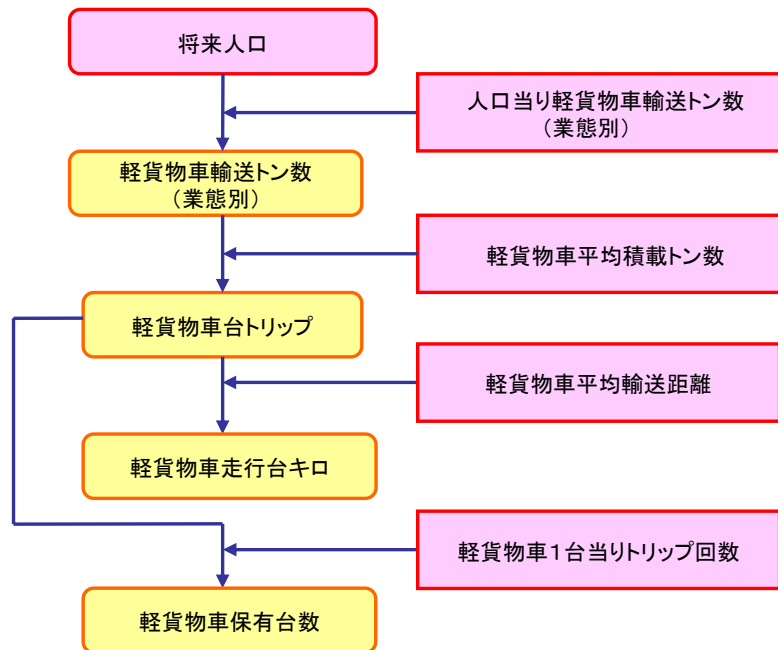 将来人口
人口当り軽貨物車輸送トン数
（業態別）
軽貨物車輸送トン数
（業態別）
軽貨物車平均積載トン数
軽貨物車台トリップ
軽貨物車平均輸送距離
軽貨物車走行台キロ
軽貨物車１台当りトリップ回数
軽貨物車保有台数